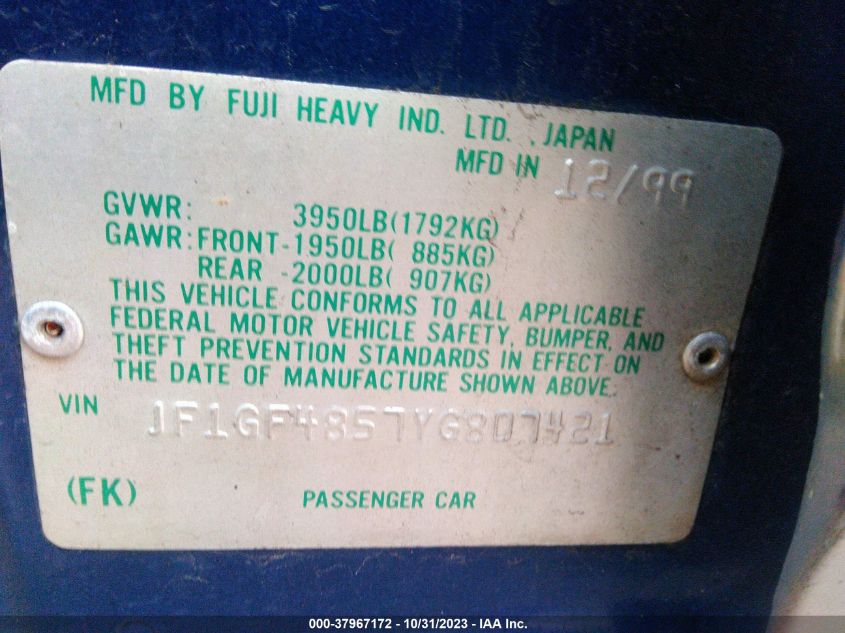 MFD BY FUJI HEAVY IND. LTD. , JAPAN
MFD IN 12/99
GVWR: 3950LB(1792KG)
GAWR: FRONT-1950LB( 885KG)
REAR -2000LB( 907KG)
THIS VEHICLE CONFORMS TO ALL APPLICABLE
FEDERAL MOTOR VEHICLE SAFETY, BUMPER, AND
THEFT PREVENTION STANDARDS IN EFFECT ON
THE DATE OF MANUFACTURE SHOWN ABOVE.
VIN JF1GF4857YG807421
(FK) PASSENGER CAR
000-37967172 - 10/31/2023 - IAA Inc.